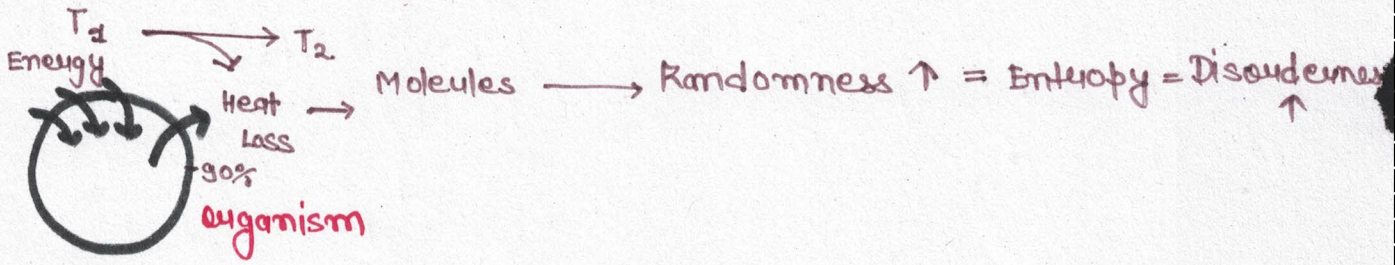 T1 → T2
Energy
Moleules → Randomness ↑ = Entropy = Disorderness ↑
Heat →
Loss
90%
organism